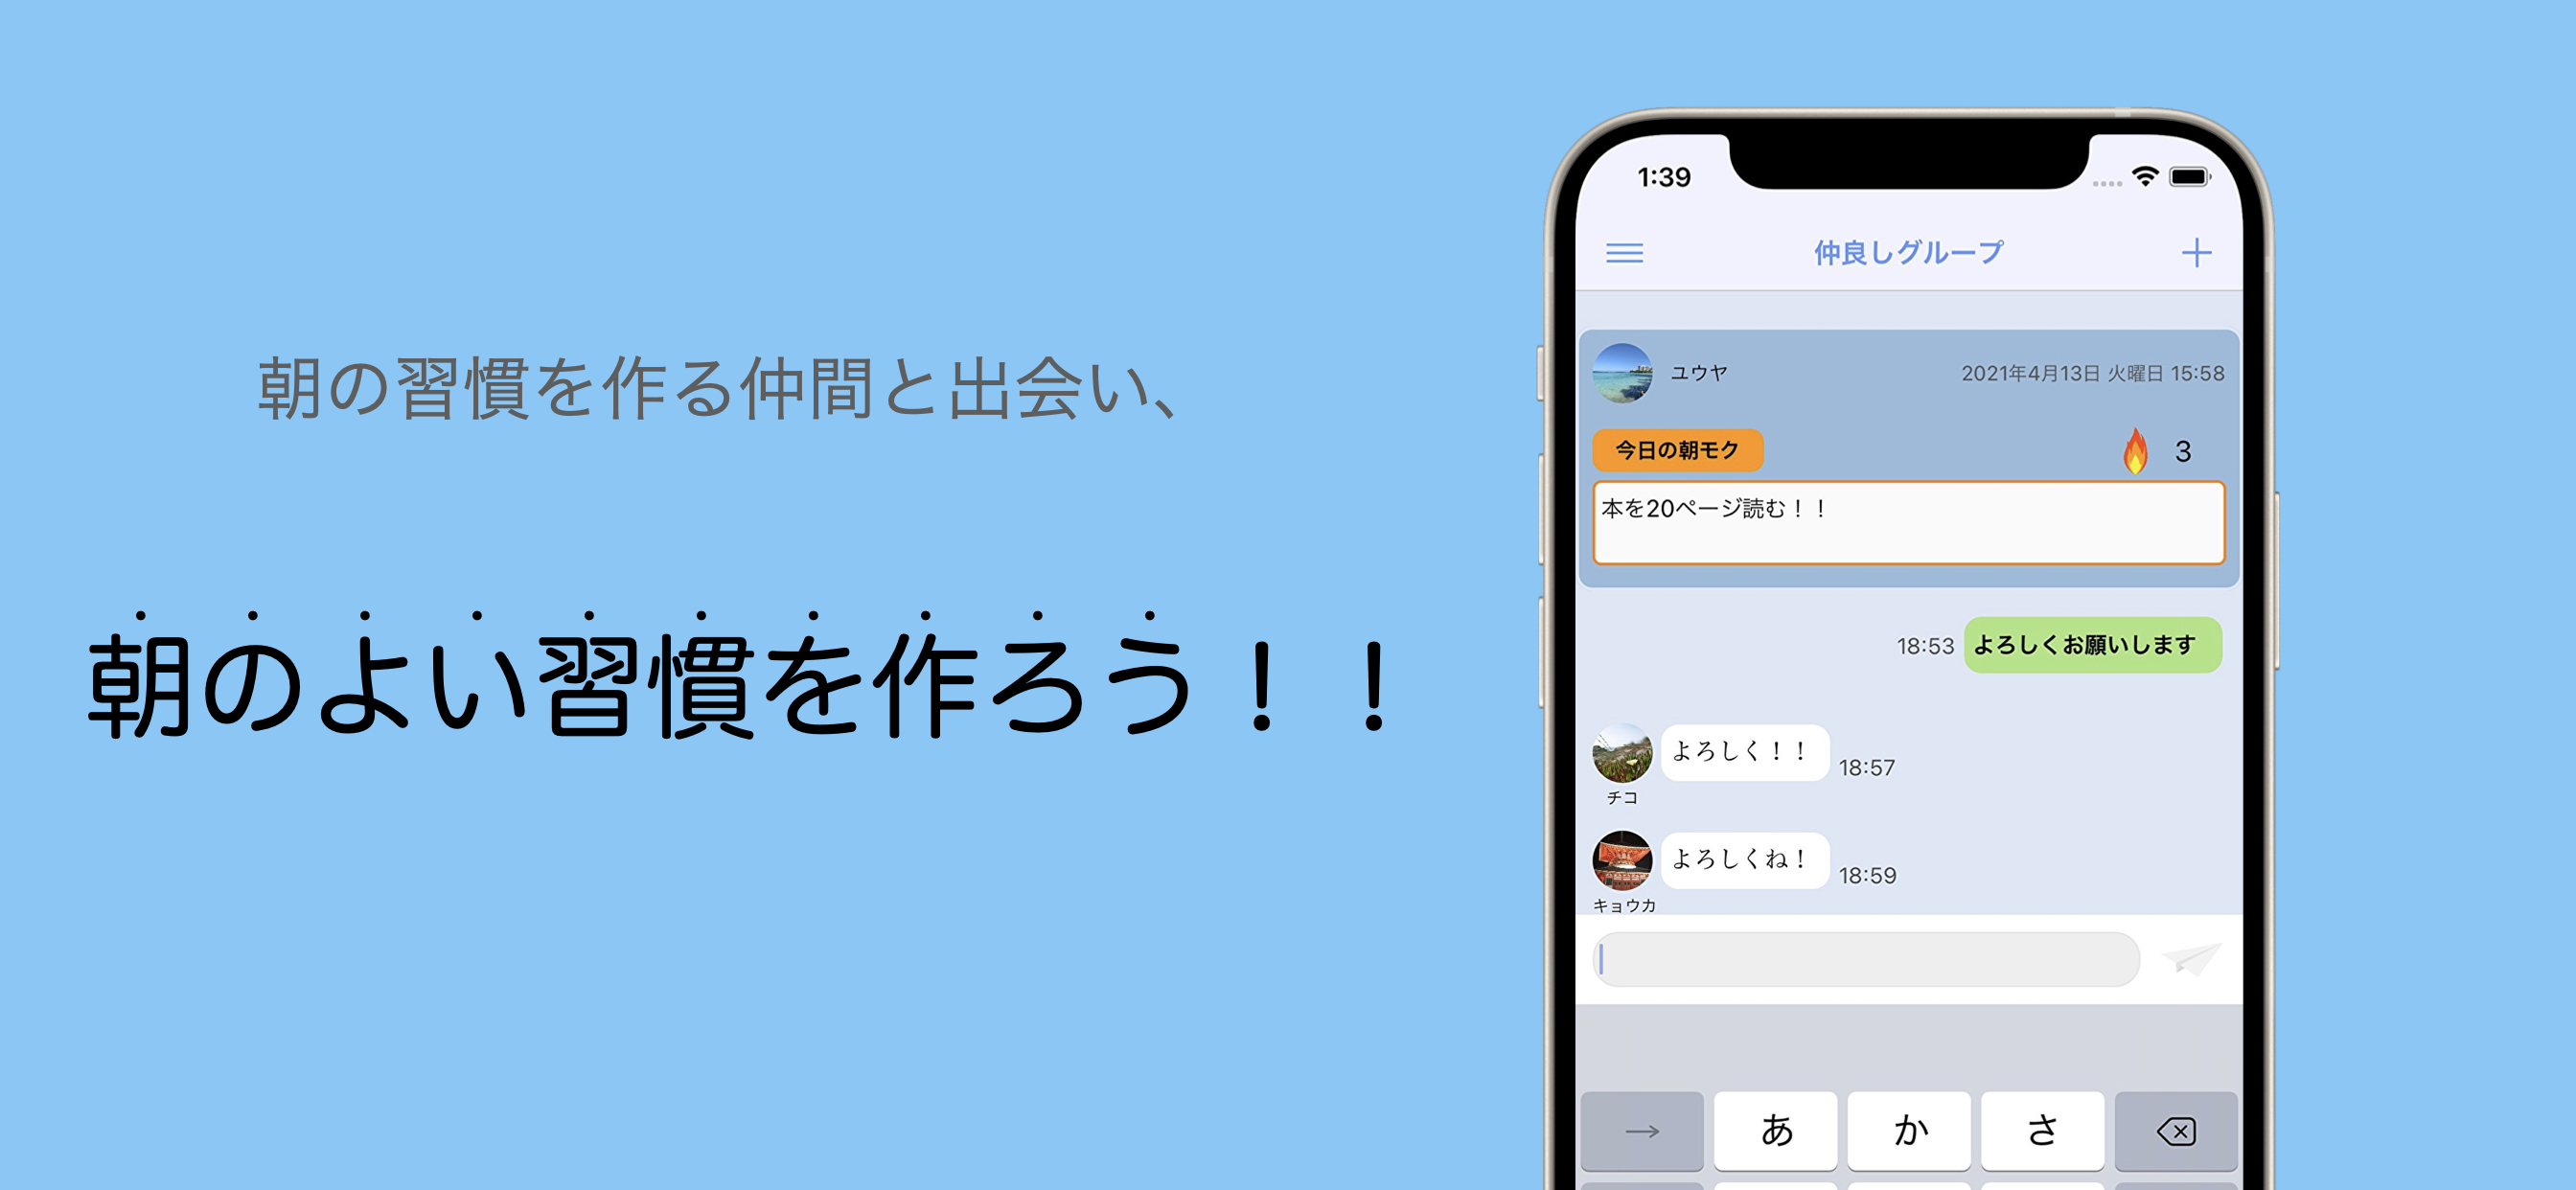 朝の習慣を作る仲間と出会い、
朝のよい習慣を作ろう！！
1:39
仲良しグループ
ユウヤ
2021年4月13日 火曜日 15:58
今日の朝モク
3
本を20ページ読む！！
18:53 よろしくお願いします
よろしく！！ 18:57
チコ
よろしくね！ 18:59
キョウカ
→ あ か さ